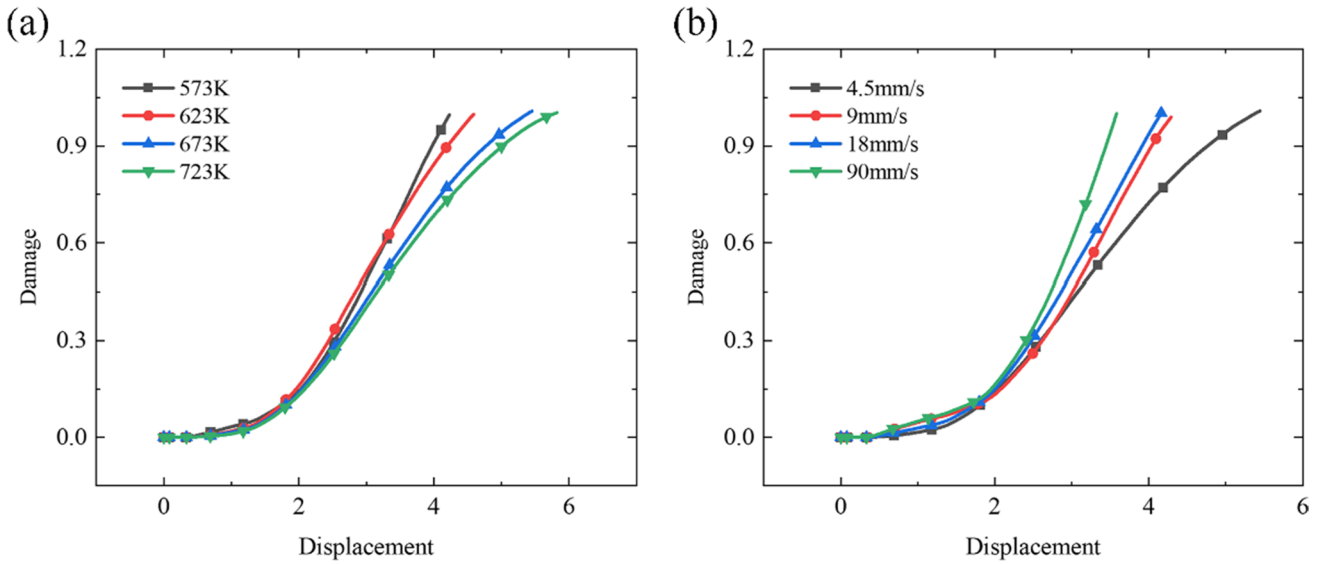 (a)
1.2
0.9
0.6
0.3
0.0
Damage
573K
623K
673K
723K
0 2 4 6
Displacement
(b)
1.2
0.9
0.6
0.3
0.0
Damage
4.5mm/s
9mm/s
18mm/s
90mm/s
0 2 4 6
Displacement